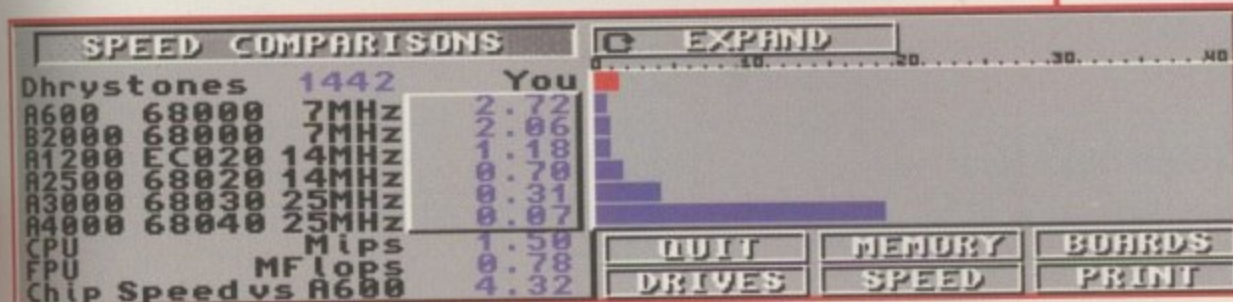 SPEED COMPARISONS
EXPAND
0 10 20 30 40
Dhrystones 1442 You
A600 68000 7MHz 2.72
B2000 68000 7MHz 2.06
A1200 EC020 14MHz 1.18
A2500 68020 14MHz 0.70
A3000 68030 25MHz 0.31
A4000 68040 25MHz 0.07
CPU Mips 1.50
FPU MFlops 0.78
Chip Speed vs A600 4.32
QUIT MEMORY BOARDS
DRIVES SPEED PRINT